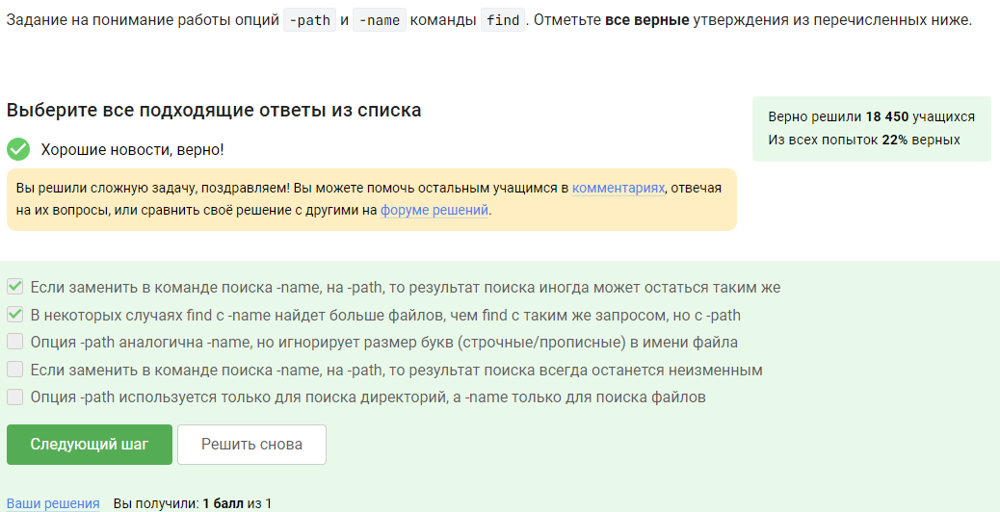 Задание на понимание работы опций -path и -name команды find. Отметьте все верные утверждения из перечисленных ниже.
Выберите все подходящие ответы из списка
Верно решили 18 450 учащихся
Из всех попыток 22% верных
Хорошие новости, верно!
Вы решили сложную задачу, поздравляем! Вы можете помочь остальным учащимся в комментариях, отвечая
на их вопросы, или сравнить своё решение с другими на форуме решений.
Если заменить в команде поиска -name, на -path, то результат поиска иногда может остаться таким же
В некоторых случаях find с -name найдет больше файлов, чем find с таким же запросом, но с -path
Опция -path аналогична -name, но игнорирует размер букв (строчные/прописные) в имени файла
Если заменить в команде поиска -name, на -path, то результат поиска всегда останется неизменным
Опция -path используется только для поиска директорий, а -name только для поиска файлов
Следующий шаг
Решить снова
Ваши решения Вы получили: 1 балл из 1